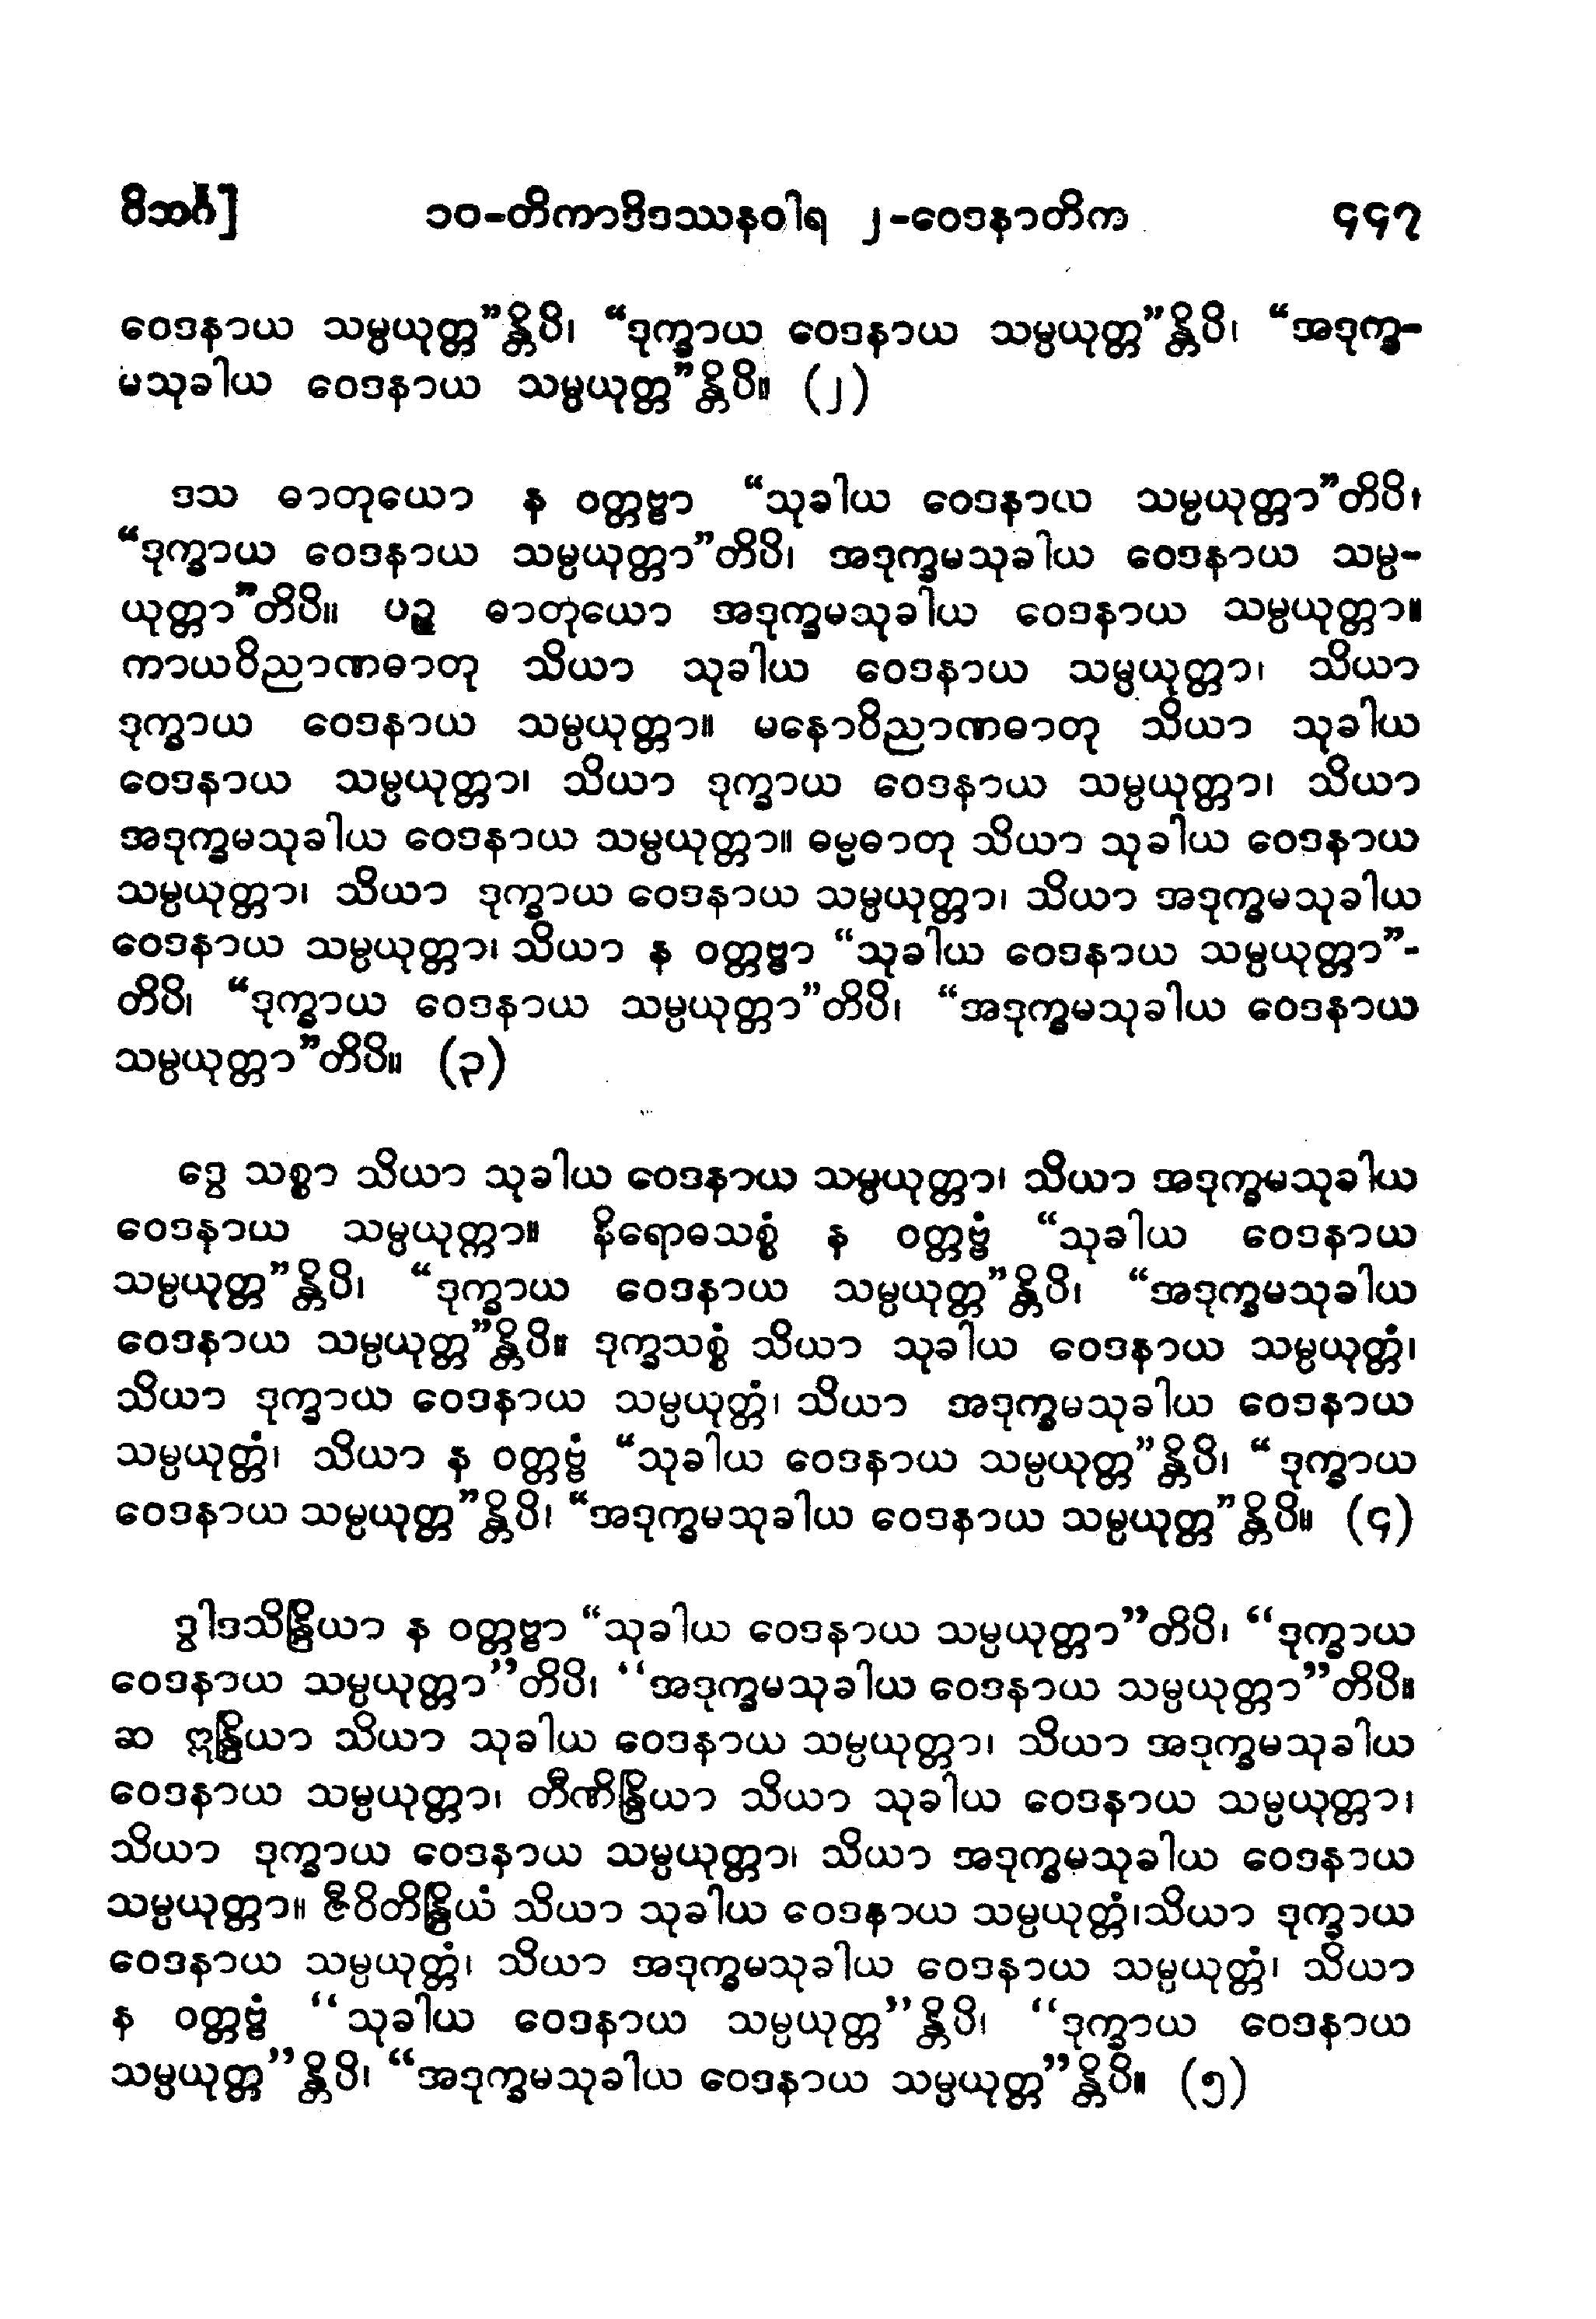 ဝိဘင်္ဂ]	၁၀-တိကာဒိဒဿနဝါရ ၂-ဝေဒနာတိက	၄၄၇
ဝေဒနာယ သမ္ပယုတ္တ”န္တိပိ၊ “ဒုက္ခာယ ဝေဒနာယ သမ္ပယုတ္တ”န္တိပိ၊ “အဒုက္ခ-
မသုခါယ ဝေဒနာယ သမ္ပယုတ္တ”န္တိပိ။ (၂)
ဒသ ဓာတုယော န ဝတ္တဗ္ဗာ “သုခါယ ဝေဒနာယ သမ္ပယုတ္တာ”တိပိ၊
“ဒုက္ခာယ ဝေဒနာယ သမ္ပယုတ္တာ”တိပိ၊ အဒုက္ခမသုခါယ ဝေဒနာယ သမ္ပ-
ယုတ္တာ”တိပိ။ ပဉ္စ ဓာတုယော အဒုက္ခမသုခါယ ဝေဒနာယ သမ္ပယုတ္တာ။
ကာယဝိညာဏဓာတု သိယာ သုခါယ ဝေဒနာယ သမ္ပယုတ္တာ၊ သိယာ
ဒုက္ခာယ ဝေဒနာယ သမ္ပယုတ္တာ။ မနောဝိညာဏဓာတု သိယာ သုခါယ
ဝေဒနာယ သမ္ပယုတ္တာ၊ သိယာ ဒုက္ခာယ ဝေဒနာယ သမ္ပယုတ္တာ၊ သိယာ
အဒုက္ခမသုခါယ ဝေဒနာယ သမ္ပယုတ္တာ။ ဓမ္မဓာတု သိယာ သုခါယ ဝေဒနာယ
သမ္ပယုတ္တာ၊ သိယာ ဒုက္ခာယ ဝေဒနာယ သမ္ပယုတ္တာ၊ သိယာ အဒုက္ခမသုခါယ
ဝေဒနာယ သမ္ပယုတ္တာ၊ သိယာ န ဝတ္တဗ္ဗာ “သုခါယ ဝေဒနာယ သမ္ပယုတ္တာ”-
တိပိ၊ “ဒုက္ခာယ ဝေဒနာယ သမ္ပယုတ္တာ”တိပိ၊ “အဒုက္ခမသုခါယ ဝေဒနာယ
သမ္ပယုတ္တာ”တိပိ။ (၃)
ဒွေ သစ္စာ သိယာ သုခါယ ဝေဒနာယ သမ္ပယုတ္တာ၊ သိယာ အဒုက္ခမသုခါယ
ဝေဒနာယ သမ္ပယုတ္တာ။ နိရောဓသစ္စံ န ဝတ္တဗ္ဗံ “သုခါယ ဝေဒနာယ
သမ္ပယုတ္တ”န္တိပိ၊ “ဒုက္ခာယ ဝေဒနာယ သမ္ပယုတ္တ”န္တိပိ၊ “အဒုက္ခမသုခါယ
ဝေဒနာယ သမ္ပယုတ္တ”န္တိပိ။ ဒုက္ခသစ္စံ သိယာ သုခါယ ဝေဒနာယ သမ္ပယုတ္တံ၊
သိယာ ဒုက္ခာယ ဝေဒနာယ သမ္ပယုတ္တံ၊ သိယာ အဒုက္ခမသုခါယ ဝေဒနာယ
သမ္ပယုတ္တံ၊ သိယာ န ဝတ္တဗ္ဗံ “သုခါယ ဝေဒနာယ သမ္ပယုတ္တ”န္တိပိ၊ “ဒုက္ခာယ
ဝေဒနာယ သမ္ပယုတ္တ”န္တိပိ၊ “အဒုက္ခမသုခါယ ဝေဒနာယ သမ္ပယုတ္တ”န္တိပိ။ (၄)
ဒွါဒသိန္ဒြိယာ န ဝတ္တဗ္ဗာ “သုခါယ ဝေဒနာယ သမ္ပယုတ္တာ”တိပိ၊ “ဒုက္ခာယ
ဝေဒနာယ သမ္ပယုတ္တာ”တိပိ၊ “အဒုက္ခမသုခါယ ဝေဒနာယ သမ္ပယုတ္တာ”တိပိ။
ဆ ဣန္ဒြိယာ သိယာ သုခါယ ဝေဒနာယ သမ္ပယုတ္တာ၊ သိယာ အဒုက္ခမသုခါယ
ဝေဒနာယ သမ္ပယုတ္တာ၊ တီဏိန္ဒြိယာ သိယာ သုခါယ ဝေဒနာယ သမ္ပယုတ္တာ၊
သိယာ ဒုက္ခာယ ဝေဒနာယ သမ္ပယုတ္တာ၊ သိယာ အဒုက္ခမသုခါယ ဝေဒနာယ
သမ္ပယုတ္တာ။ ဇီဝိတိန္ဒြိယံ သိယာ သုခါယ ဝေဒနာယ သမ္ပယုတ္တံ၊သိယာ ဒုက္ခာယ
ဝေဒနာယ သမ္ပယုတ္တံ၊ သိယာ အဒုက္ခမသုခါယ ဝေဒနာယ သမ္ပယုတ္တံ၊ သိယာ
န ဝတ္တဗ္ဗံ “သုခါယ ဝေဒနာယ သမ္ပယုတ္တ”န္တိပိ၊ “ဒုက္ခာယ ဝေဒနာယ
သမ္ပယုတ္တ”န္တိပိ၊ “အဒုက္ခမသုခါယ ဝေဒနာယ သမ္ပယုတ္တ”န္တိပိ။ (၅)